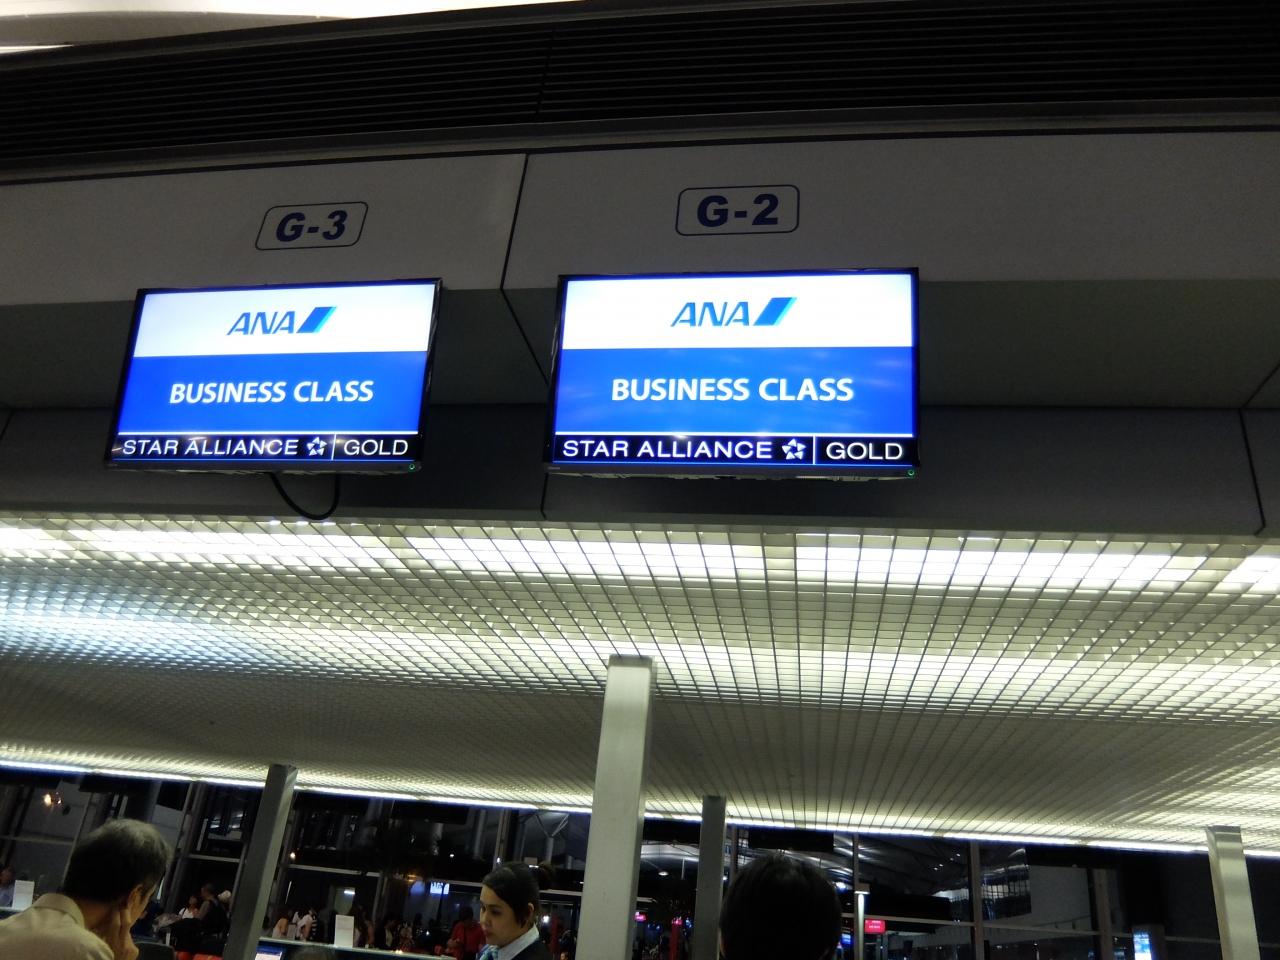 G-3
ANA
BUSINESS CLASS
STAR ALLIANCE GOLD
G-2
ANA
BUSINESS CLASS
STAR ALLIANCE GOLD